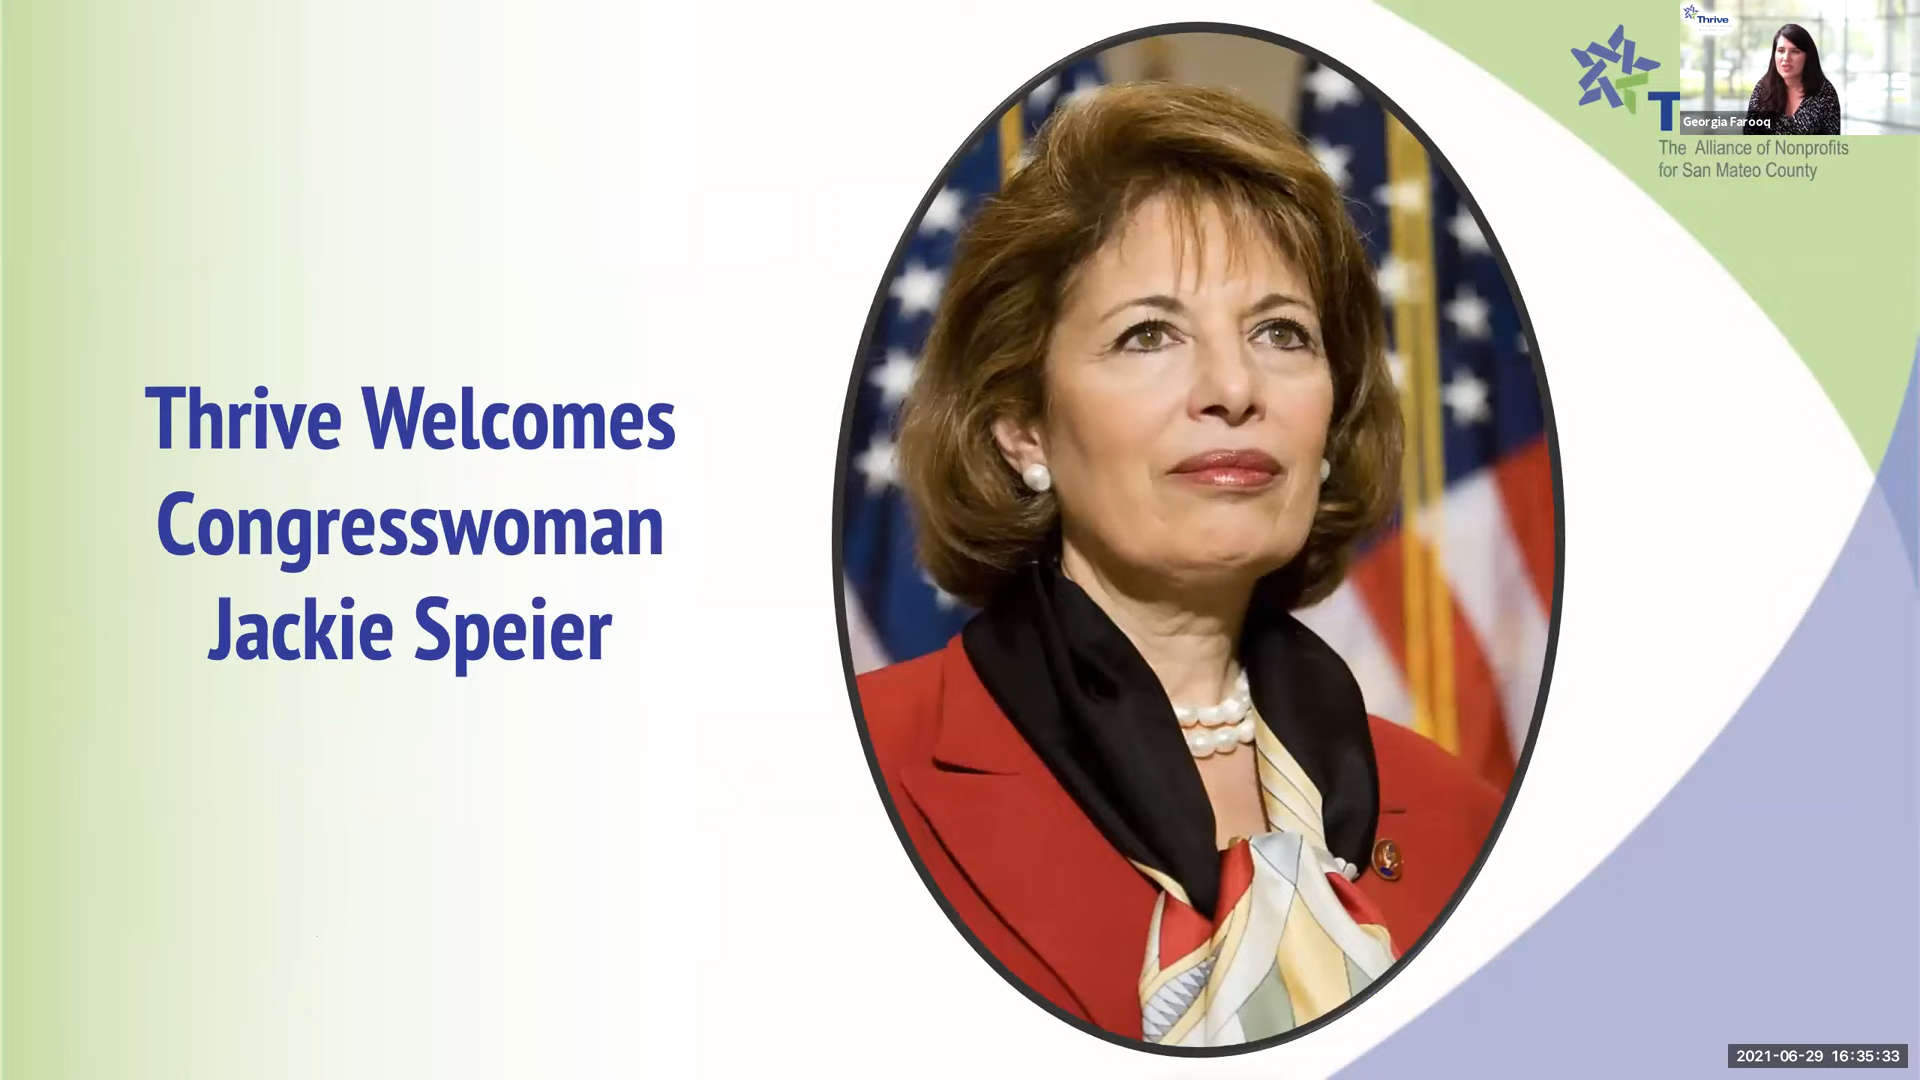 Thrive Welcomes
Congresswoman
Jackie Speier
Thrive
T
Georgia Farooq
The Alliance of Nonprofits
for San Mateo County
2021-06-29 16:35:33